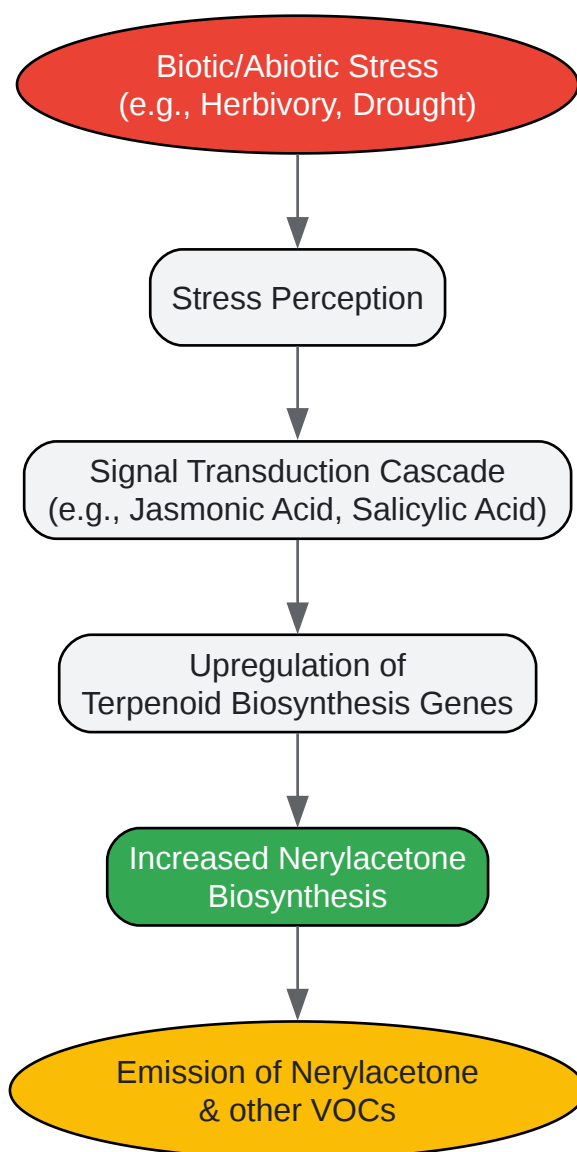 Biotic/Abiotic Stress
(e.g., Herbivory, Drought)
Stress Perception
Signal Transduction Cascade
(e.g., Jasmonic Acid, Salicylic Acid)
Upregulation of
Terpenoid Biosynthesis Genes
Increased Nerylacetone
Biosynthesis
Emission of Nerylacetone
& other VOCs